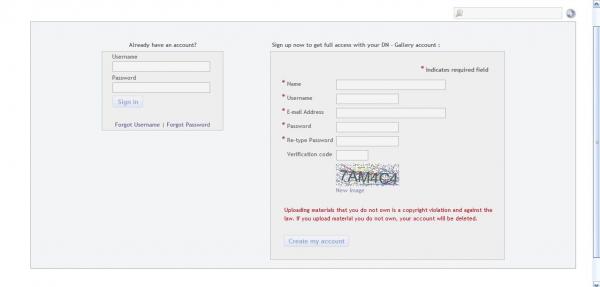 Already have an account?
Username
Password
Sign in
Forgot Username | Forgot Password
Sign up now to get full access with your DN - Gallery account :
* Indicates required field
* Name
* Username
* E-mail Address
* Password
* Re-type Password
Verification code
7AM4C4
New Image
Uploading materials that you do not own is a copyright violation and against the
law. If you upload material you do not own, your account will be deleted.
Create my account